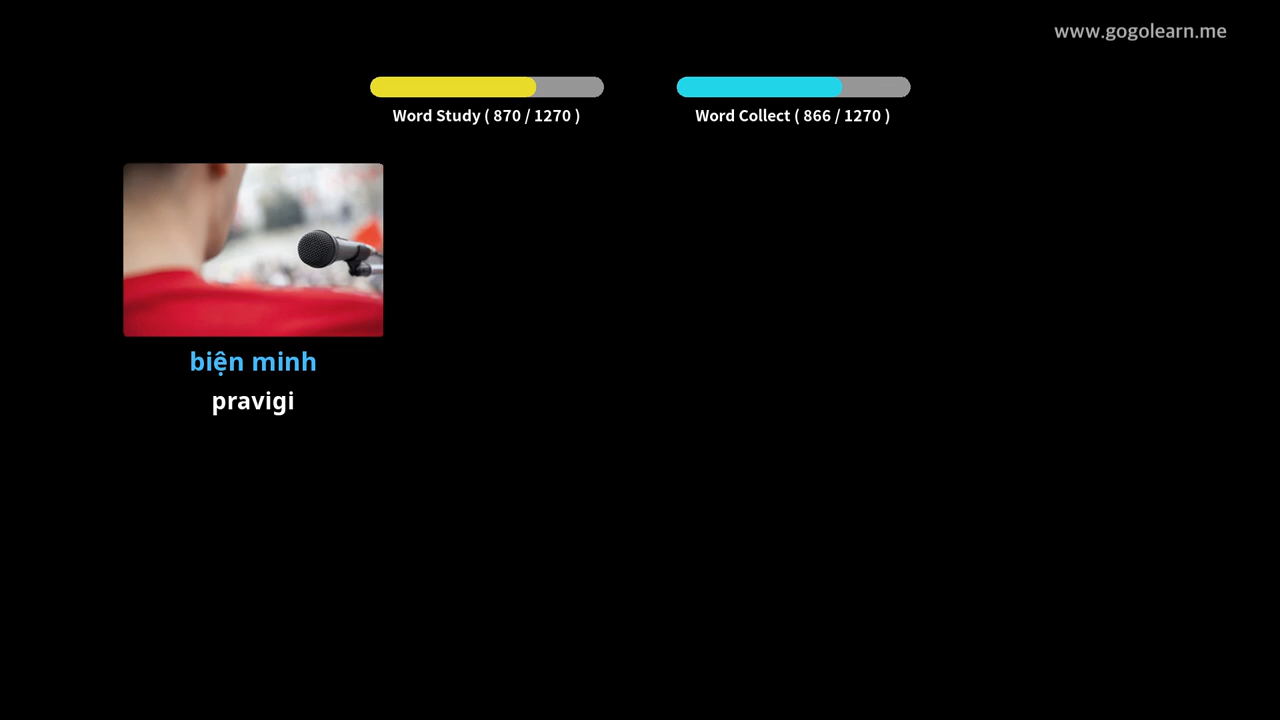 www.gogolearn.me
Word Study ( 870 / 1270 )
Word Collect ( 866 / 1270 )
biện minh
pravigi